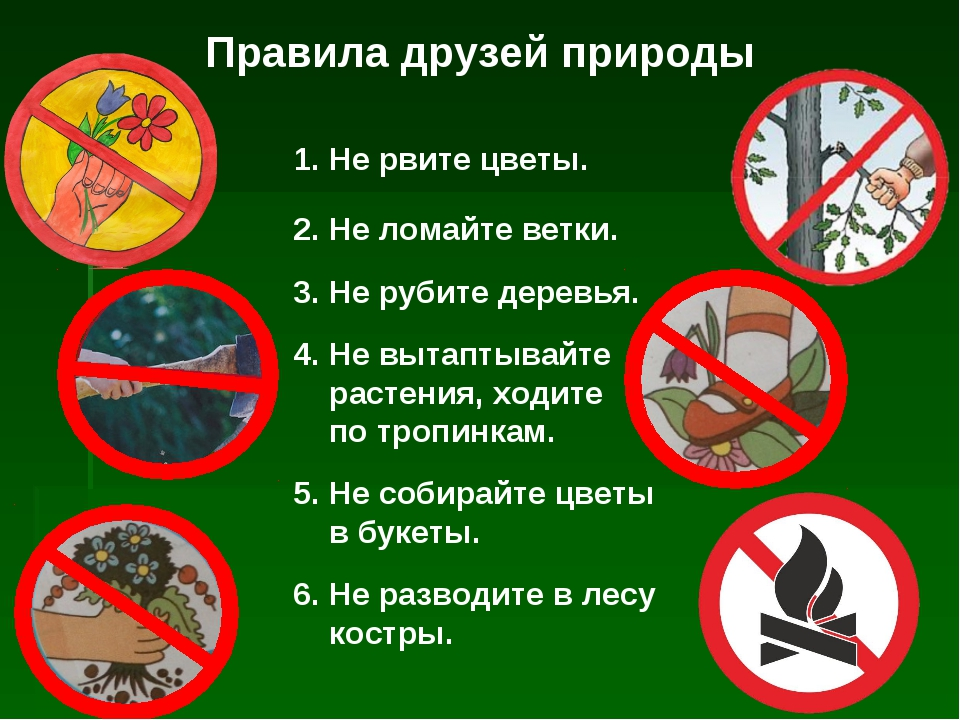 Правила друзей природы
1. Не рвите цветы.
2. Не ломайте ветки.
3. Не рубите деревья.
4. Не вытаптывайте
растения, ходите
по тропинкам.
5. Не собирайте цветы
в букеты.
6. Не разводите в лесу
костры.